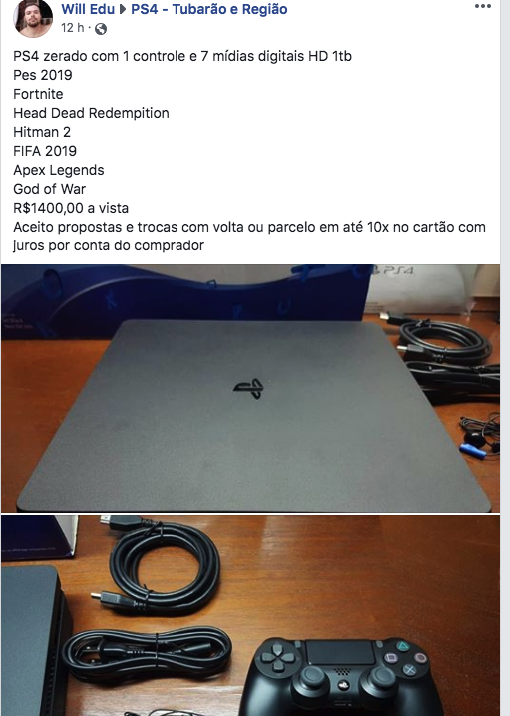 Will Edu ▸ PS4 - Tubarão e Região
12 h ·
PS4 zerado com 1 controle e 7 mídias digitais HD 1tb
Pes 2019
Fortnite
Head Dead Redempition
Hitman 2
FIFA 2019
Apex Legends
God of War
R$1400,00 a vista
Aceito propostas e trocas com volta ou parcelo em até 10x no cartão com
juros por conta do comprador
PS4